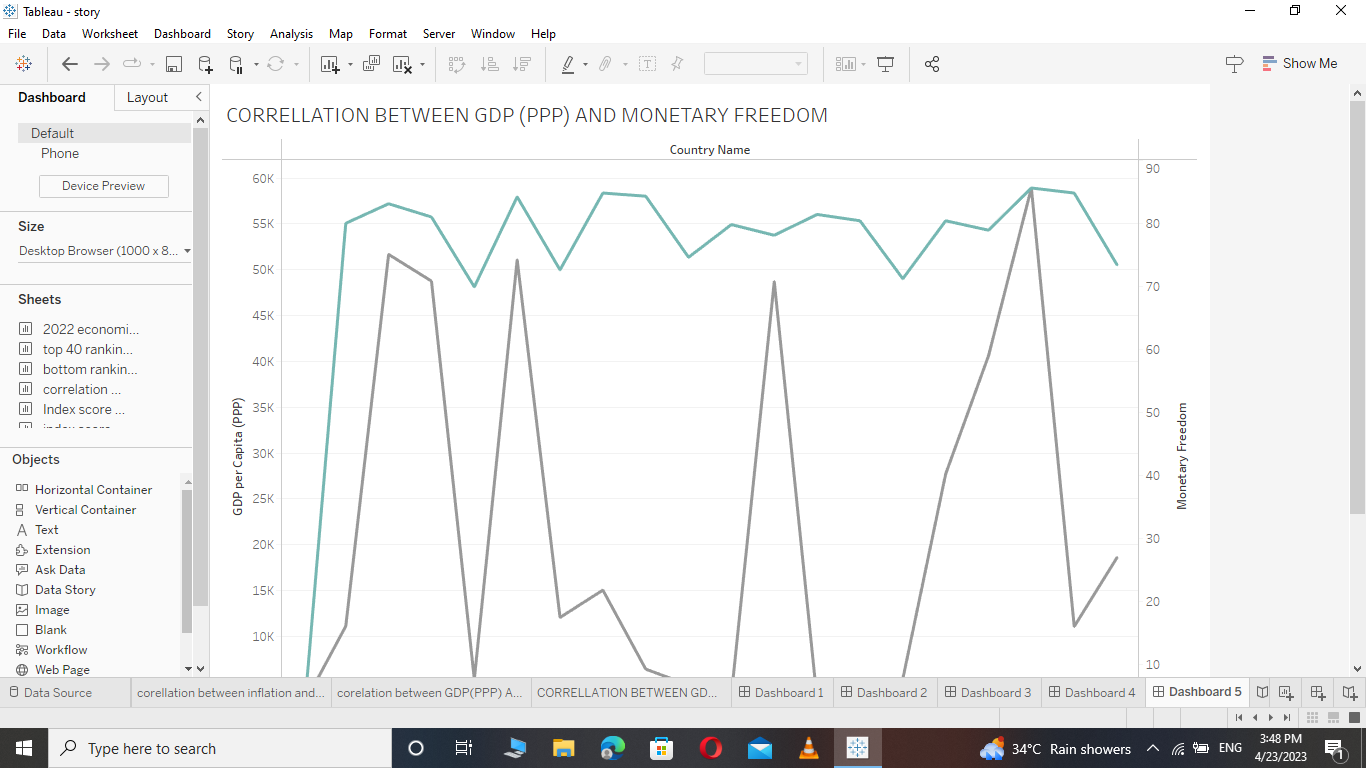 Tableau - story
File Data Worksheet Dashboard Story Analysis Map Format Server Window Help
Show Me
Dashboard Layout
Default
Phone
Device Preview
Size
Desktop Browser (1000 x 8...
Sheets
2022 economi...
top 40 rankin...
bottom rankin...
correlation ...
Index score ...
Objects
Horizontal Container
Vertical Container
Text
Extension
Ask Data
Data Story
Image
Blank
Workflow
Web Page
CORRELLATION BETWEEN GDP (PPP) AND MONETARY FREEDOM
Country Name
60K
55K
50K
45K
40K
35K
30K
25K
20K
15K
10K
GDP per Capita (PPP)
90
80
70
60
50
40
30
20
10
Monetary Freedom
Data Source corellation between inflation and... corelation between GDP(PPP) A... CORRELLATION BETWEEN GD... Dashboard 1 Dashboard 2 Dashboard 3 Dashboard 4 Dashboard 5
Type here to search
34°C Rain showers
ENG
3:48 PM
4/23/2023
1